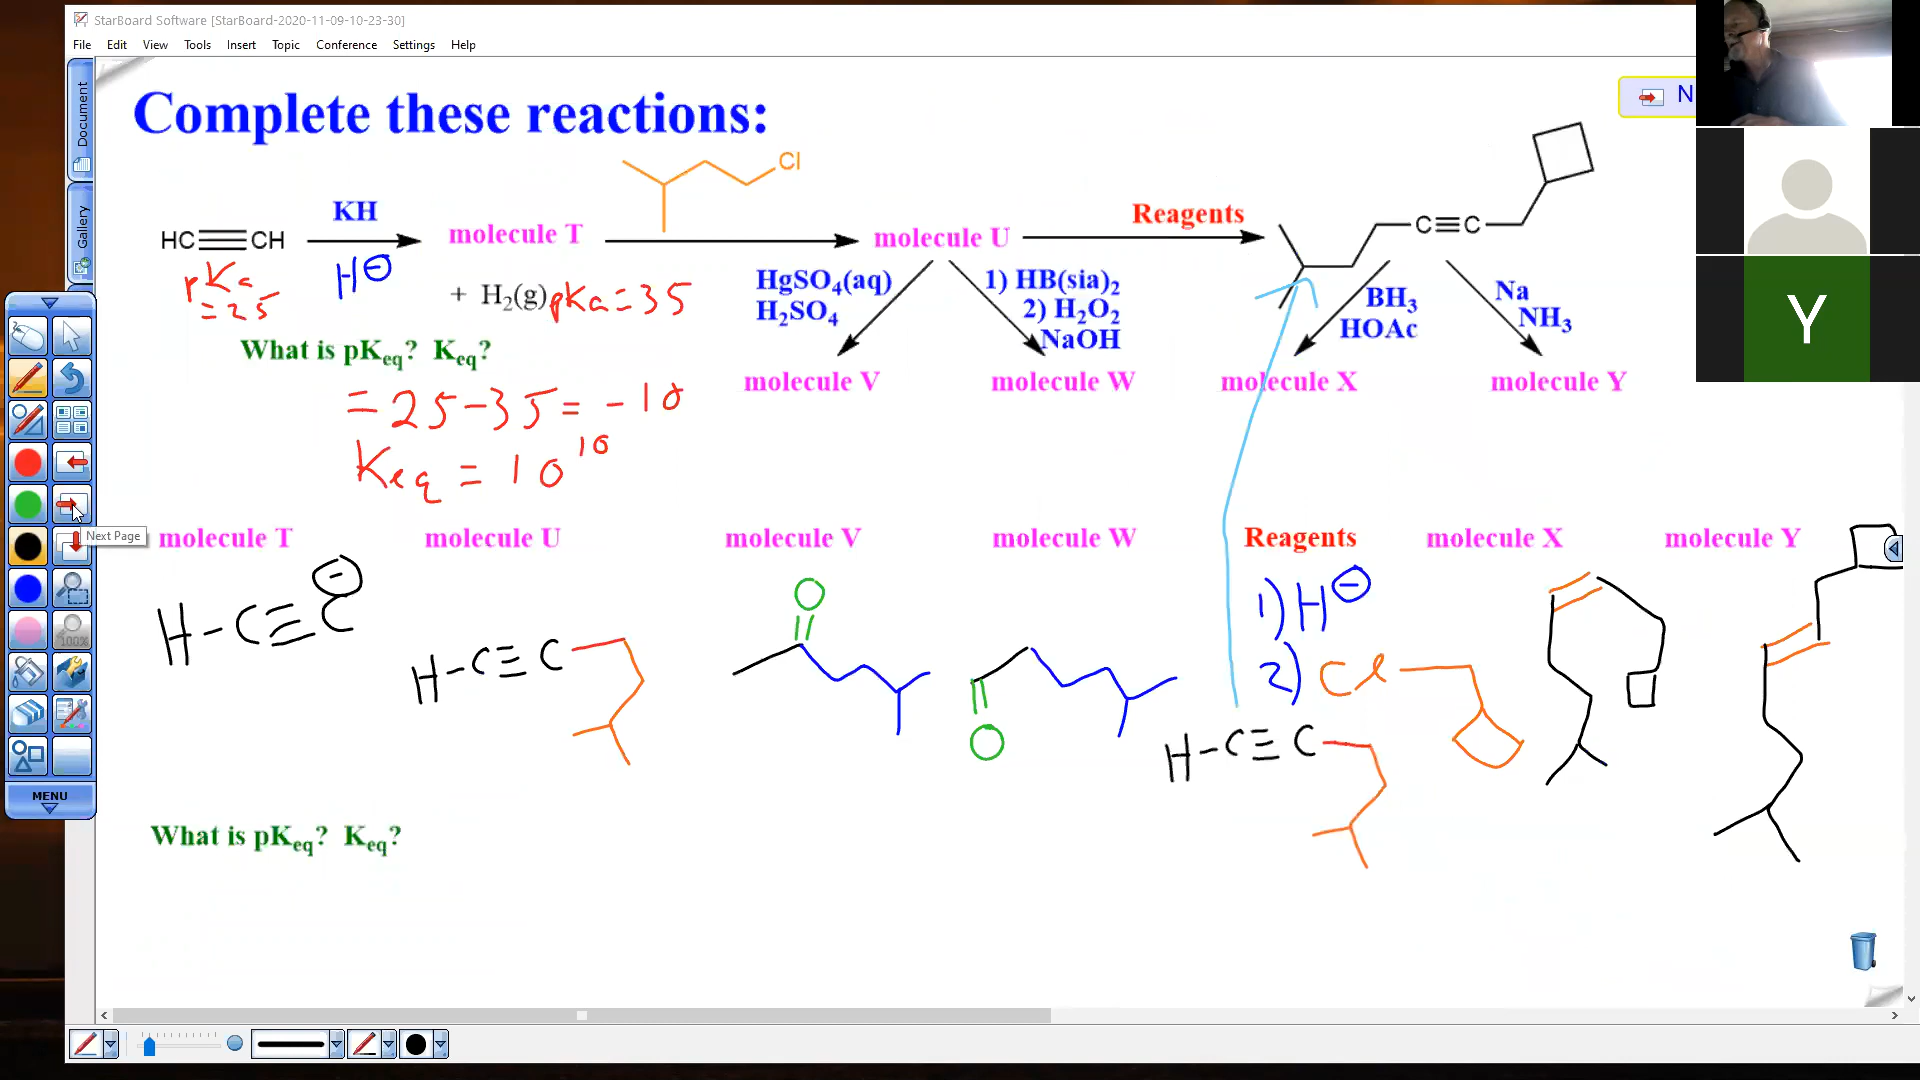 StarBoard Software [StarBoard-2020-11-09-10-23-30]
File Edit View Tools Insert Topic Conference Settings Help
Document
Gallery
Complete these reactions:
N
Cl
HC≡CH
KH
H⊖
pKa
= 25
molecule T
+ H₂(g) pKa = 35
molecule U
Reagents
C≡C
HgSO₄(aq)
H₂SO₄
1) HB(sia)₂
2) H₂O₂
NaOH
BH₃
HOAc
Na
NH₃
What is pKeq? Keq?
= 25 - 35 = -10
Keq = 10¹⁰
molecule V
molecule W
molecule X
molecule Y
Y
Next Page
molecule T
molecule U
molecule V
molecule W
Reagents
molecule X
molecule Y
H-C≡C⊖
H-C≡C
O
O
1) H⊖
2) Cl
H-C≡C
100%
MENU
What is pKeq? Keq?